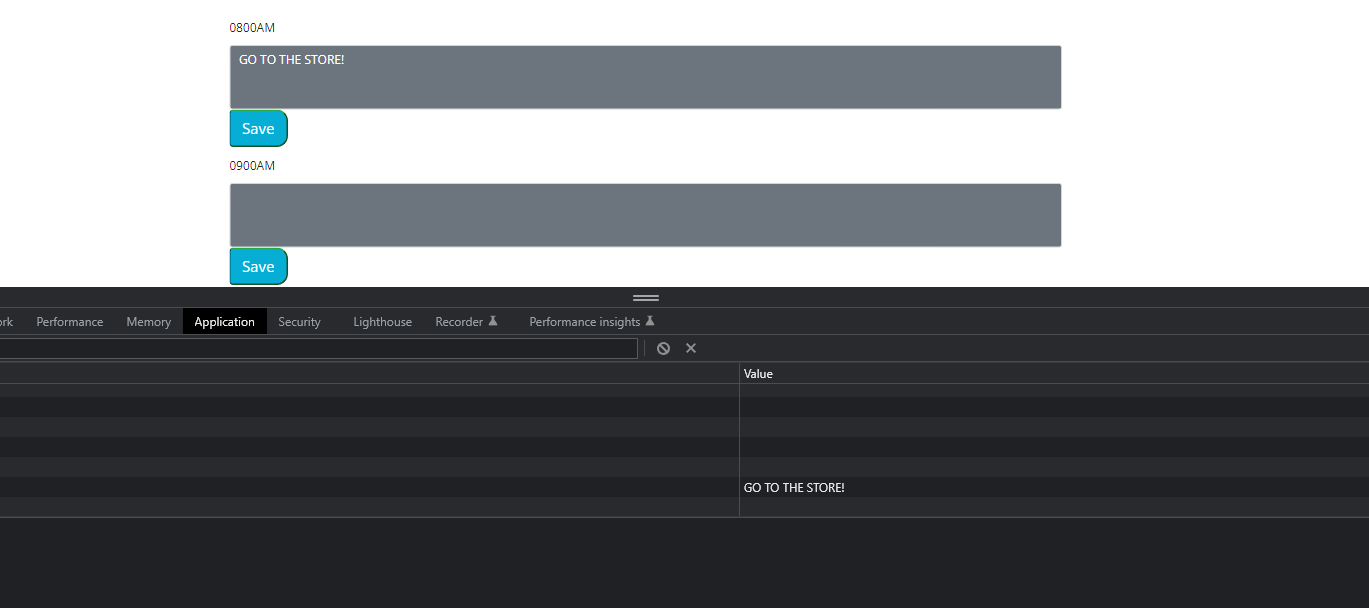 0800AM
GO TO THE STORE!
Save
0900AM
Save
ork Performance Memory Application Security Lighthouse Recorder Performance insights
Value
GO TO THE STORE!